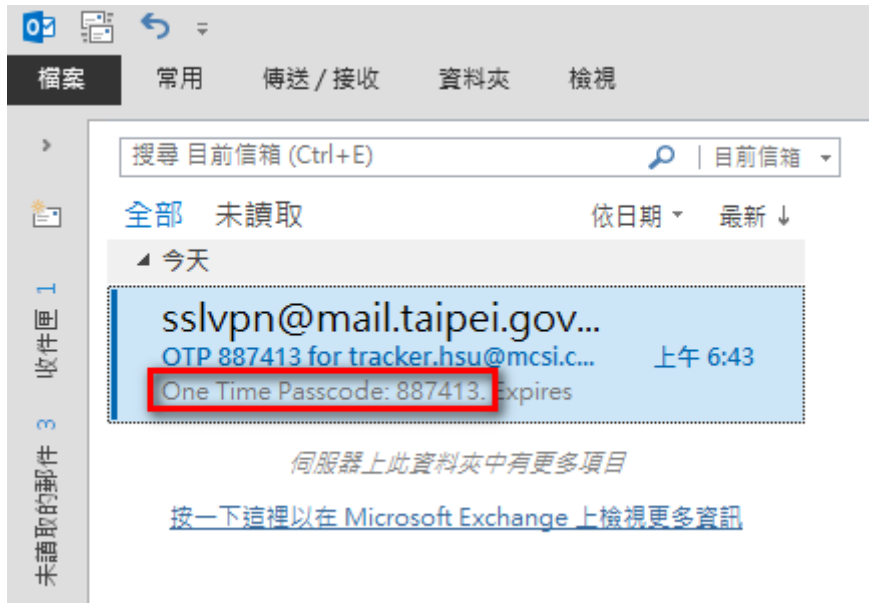 檔案 常用 傳送 / 接收 資料夾 檢視
搜尋 目前信箱 (Ctrl+E) 目前信箱
全部 未讀取 依日期 最新 ↓
今天
sslvpn@mail.taipei.gov...
OTP 887413 for tracker.hsu@mcsi.c... 上午 6:43
One Time Passcode: 887413. Expires
伺服器上此資料夾中有更多項目
按一下這裡以在 Microsoft Exchange 上檢視更多資訊
收件匣 1
未讀取的郵件 3